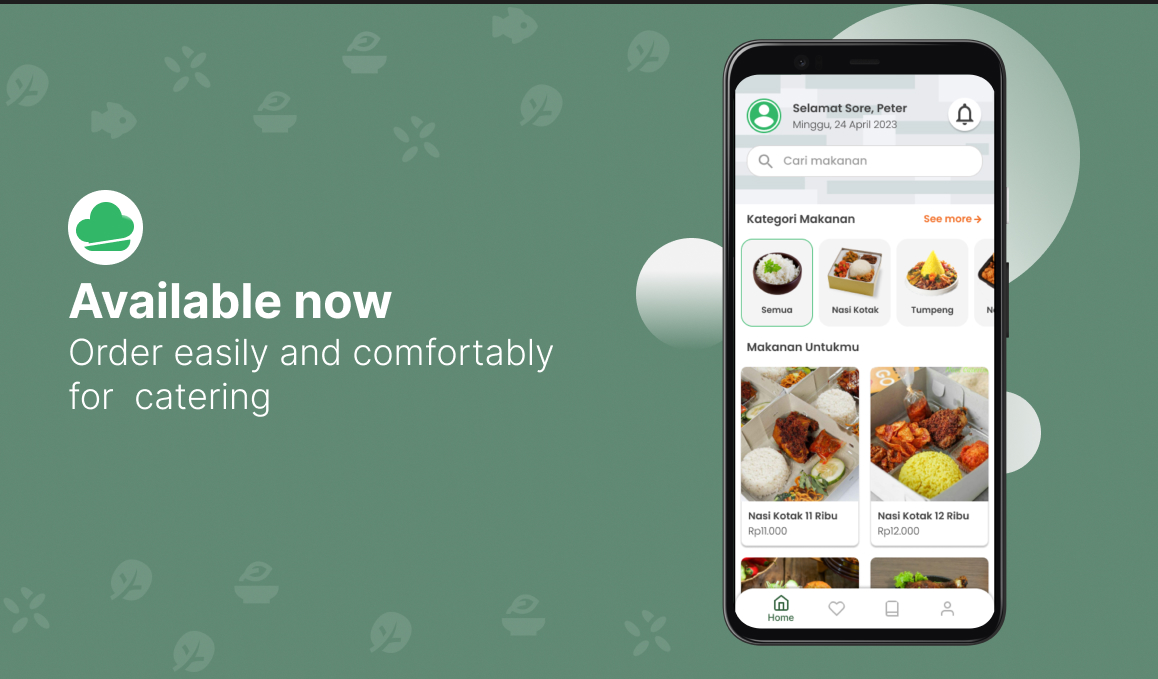 Available now
Order easily and comfortably
for catering
Selamat Sore, Peter
Minggu, 24 April 2023
Cari makanan
Kategori Makanan
See more →
Semua
Nasi Kotak
Tumpeng
Makanan Untukmu
GO
Nasi Kotak 11 Ribu
Rp11.000
Nasi Kotak 12 Ribu
Rp12.000
Home